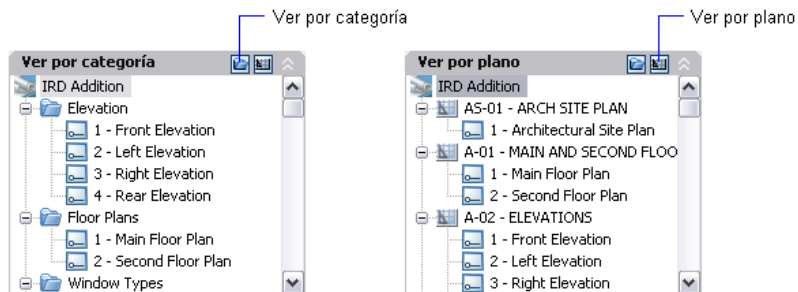 Ver por categoría
Ver por plano
Ver por categoría
IRD Addition
Elevation
1 - Front Elevation
2 - Left Elevation
3 - Right Elevation
4 - Rear Elevation
Floor Plans
1 - Main Floor Plan
2 - Second Floor Plan
Window Types
Ver por plano
IRD Addition
AS-01 - ARCH SITE PLAN
1 - Architectural Site Plan
A-01 - MAIN AND SECOND FLOO
1 - Main Floor Plan
2 - Second Floor Plan
A-02 - ELEVATIONS
1 - Front Elevation
2 - Left Elevation
3 - Right Elevation